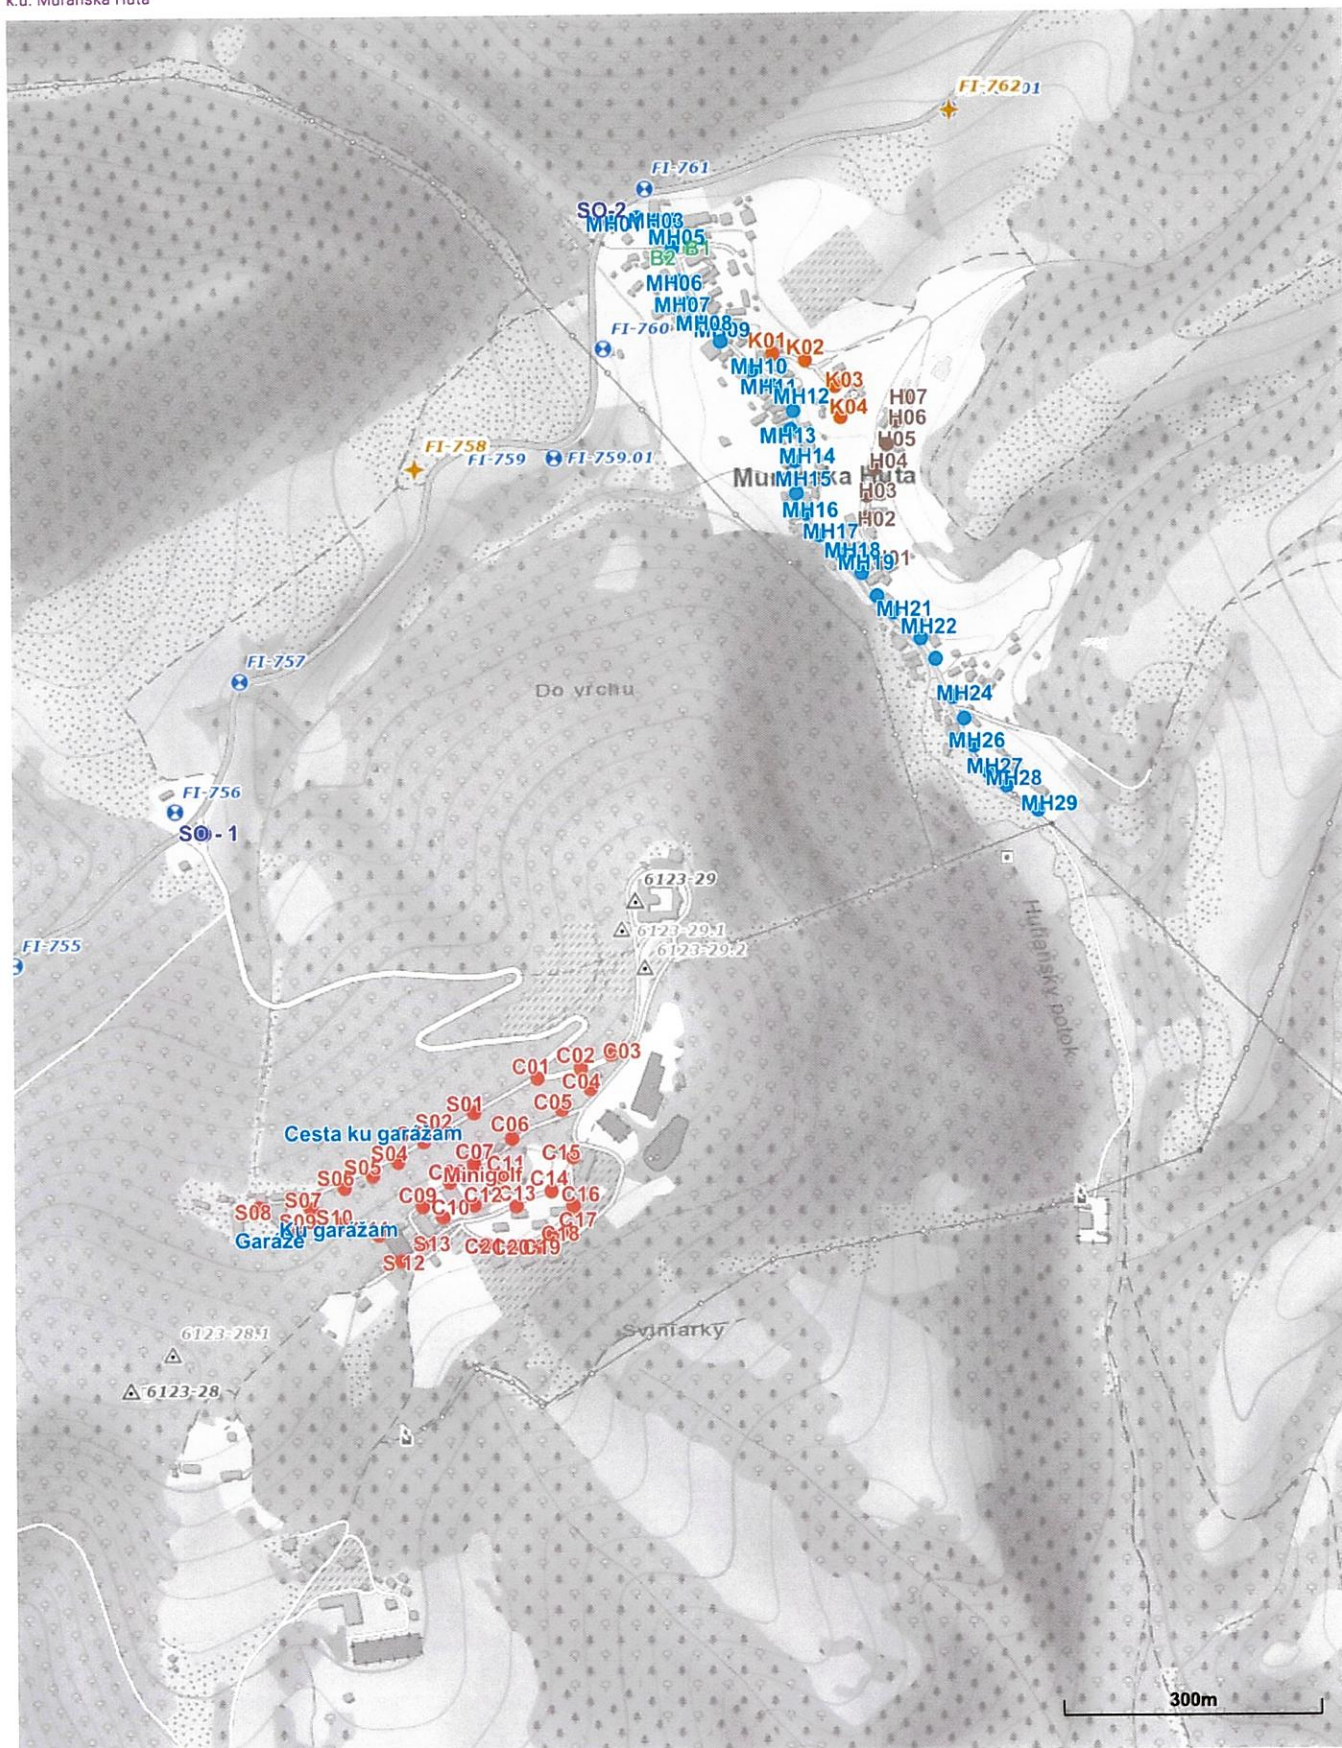 k.ú. Muránska Huta
FI-762
01
FI-761
SO-2
MH03
MH05
B1
B2
MH06
MH07
MH08
09
FI-760
K01
K02
MH10
MH11
MH12
K03
K04
H07
H06
H05
MH13
FI-758
FI-759
FI-759.01
MH14
H04
Huta
MH15
H03
MH16
H02
MH17
MH18
01
MH19
MH21
MH22
FI-757
Do vrchu
MH24
MH26
MH27
MH28
MH29
FI-756
SO-1
6123-29
6123-29.1
6123-29.2
FI-755
Hutiansky potok
C03
C02
C01
C04
C05
S01
S02
C06
Cesta ku garážam
C07
C11
C15
S04
S05
S06
Minigolf
C14
C09
C10
C12
C13
C16
S07
S08
S09
S10
C17
Ku garážam
C18
Garáže
S13
C20
C19
S12
Sviniarky
6123-28.1
6123-28
300m